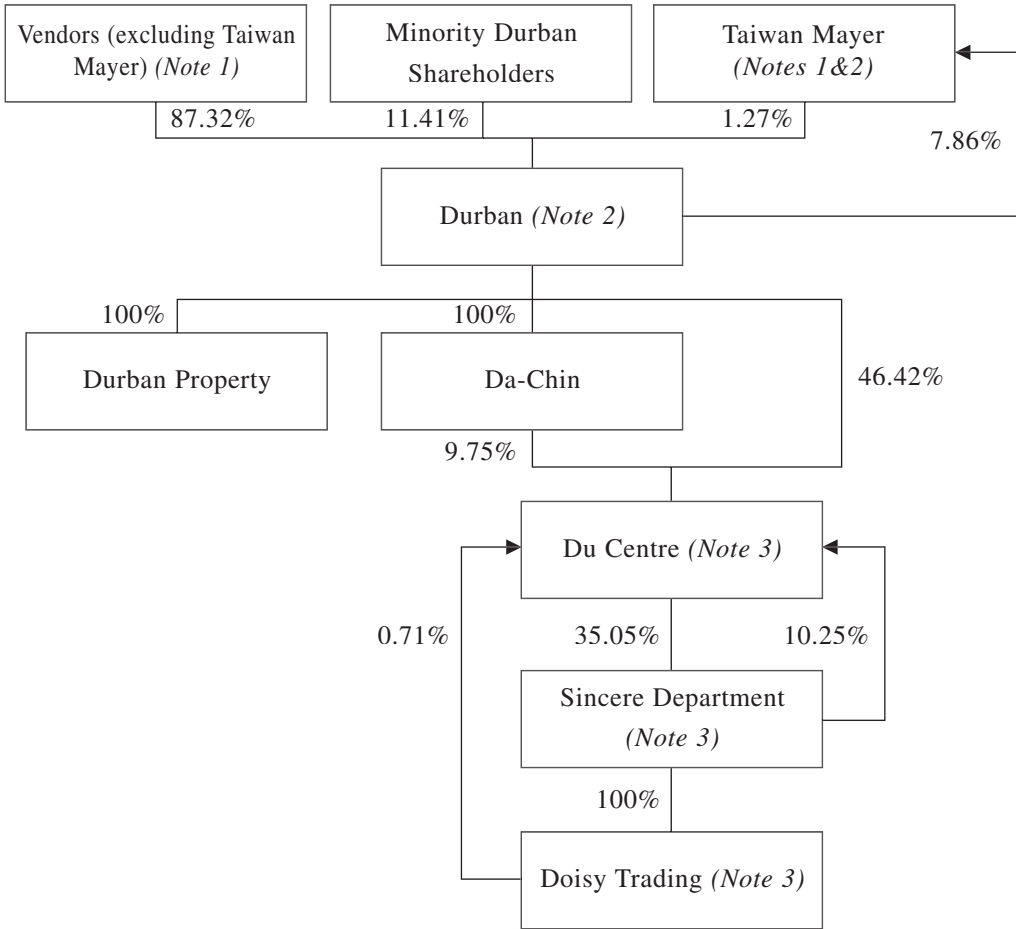 Vendors (excluding Taiwan
Mayer) (Note 1)
Minority Durban
Shareholders
Taiwan Mayer
(Notes 1&2)
87.32%
11.41%
1.27%
7.86%
Durban (Note 2)
100%
100%
46.42%
Durban Property
Da-Chin
9.75%
Du Centre (Note 3)
0.71%
35.05%
10.25%
Sincere Department
(Note 3)
100%
Doisy Trading (Note 3)